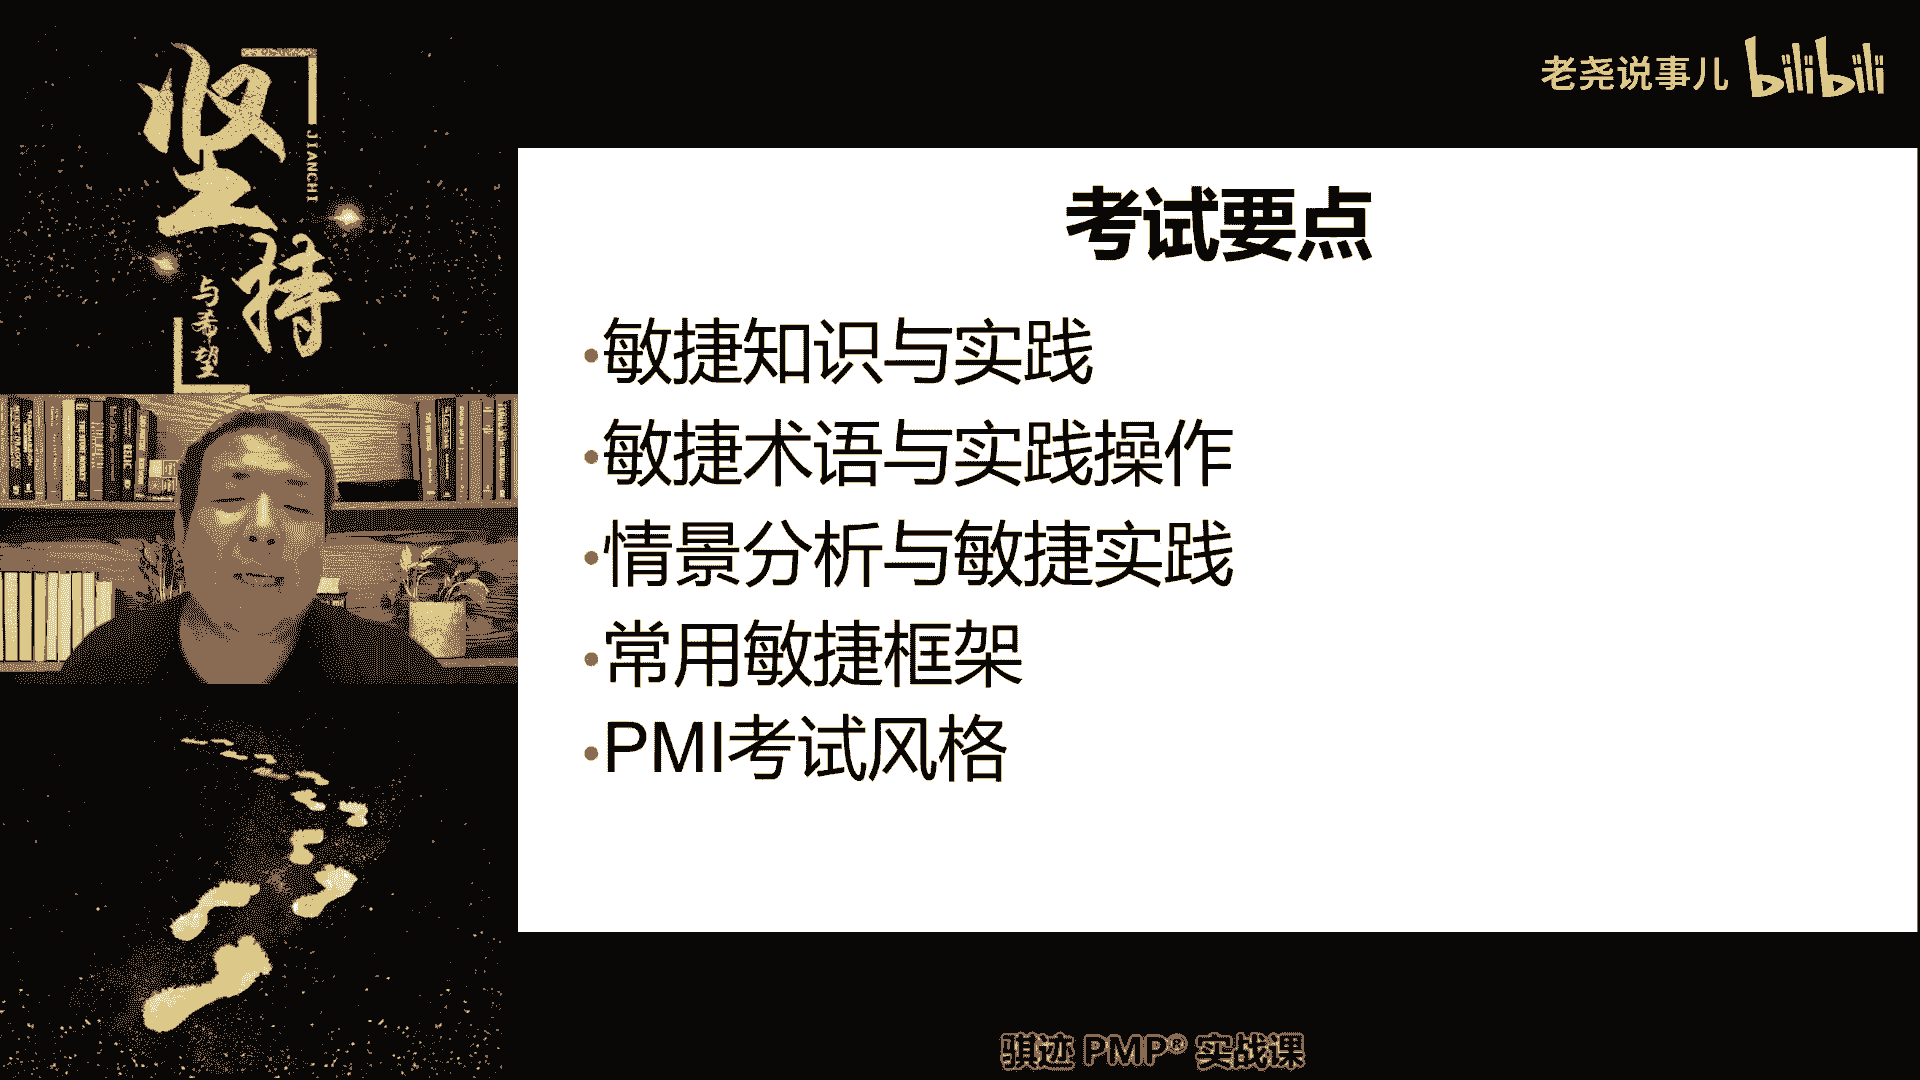 坚持
JIANCHI
与希望
老尧说事儿 bilibili
考试要点
•敏捷知识与实践
•敏捷术语与实践操作
•情景分析与敏捷实践
•常用敏捷框架
•PMI考试风格
骐迹 PMP® 实战课